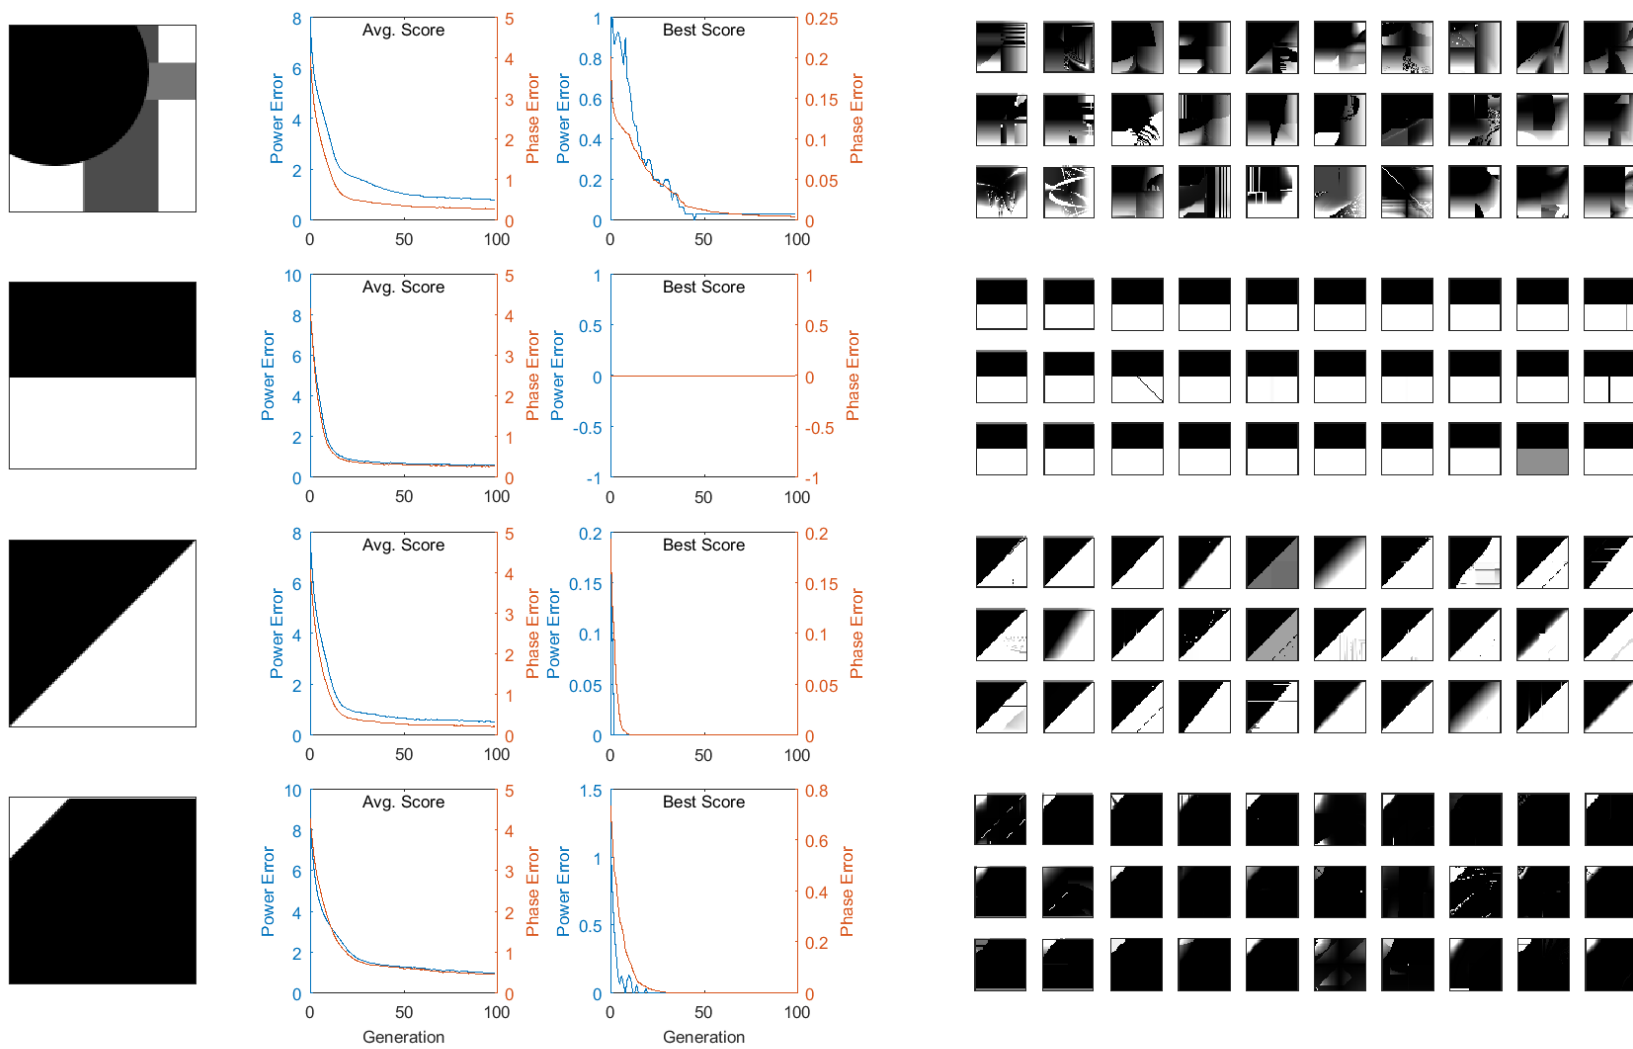 8 Avg. Score 5 1 Best Score 0.25
6 4 0.8 0.2
Power Error 4 3 Phase Error Power Error 0.6 0.15 Phase Error
2 0.4 0.1
2 1 0.2 0.05
0 0 0 0
0 50 100 0 50 100
10 Avg. Score 5 1 Best Score 1
8 4 0.5 0.5
Power Error 6 3 Phase Error Power Error 0 0 Phase Error
4 2
2 1 -0.5 -0.5
0 0 -1 -1
0 50 100 0 50 100
8 Avg. Score 5 0.2 Best Score 0.2
6 4 0.15 0.15
Power Error 4 3 Phase Error Power Error 0.1 0.1 Phase Error
2
2 1 0.05 0.05
0 0 0 0
0 50 100 0 50 100
10 Avg. Score 5 1.5 Best Score 0.8
8 4 0.6
Power Error 6 3 Phase Error Power Error 1 0.4 Phase Error
4 2 0.5
2 1 0.2
0 0 0 0
0 50 100 0 50 100
Generation Generation